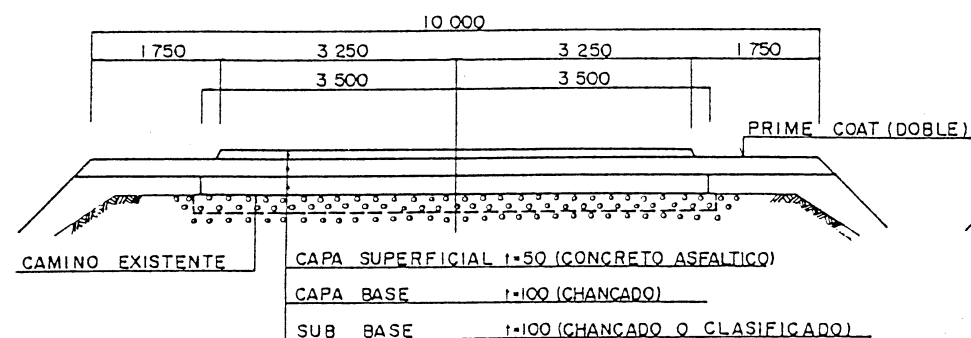 10 000
1 750 3 250 3 250 1 750
3 500 3 500
PRIME COAT (DOBLE)
CAMINO EXISTENTE
CAPA SUPERFICIAL t=50 (CONCRETO ASFALTICO)
CAPA BASE t=100 (CHANCADO)
SUB BASE t=100 (CHANCADO O CLASIFICADO)